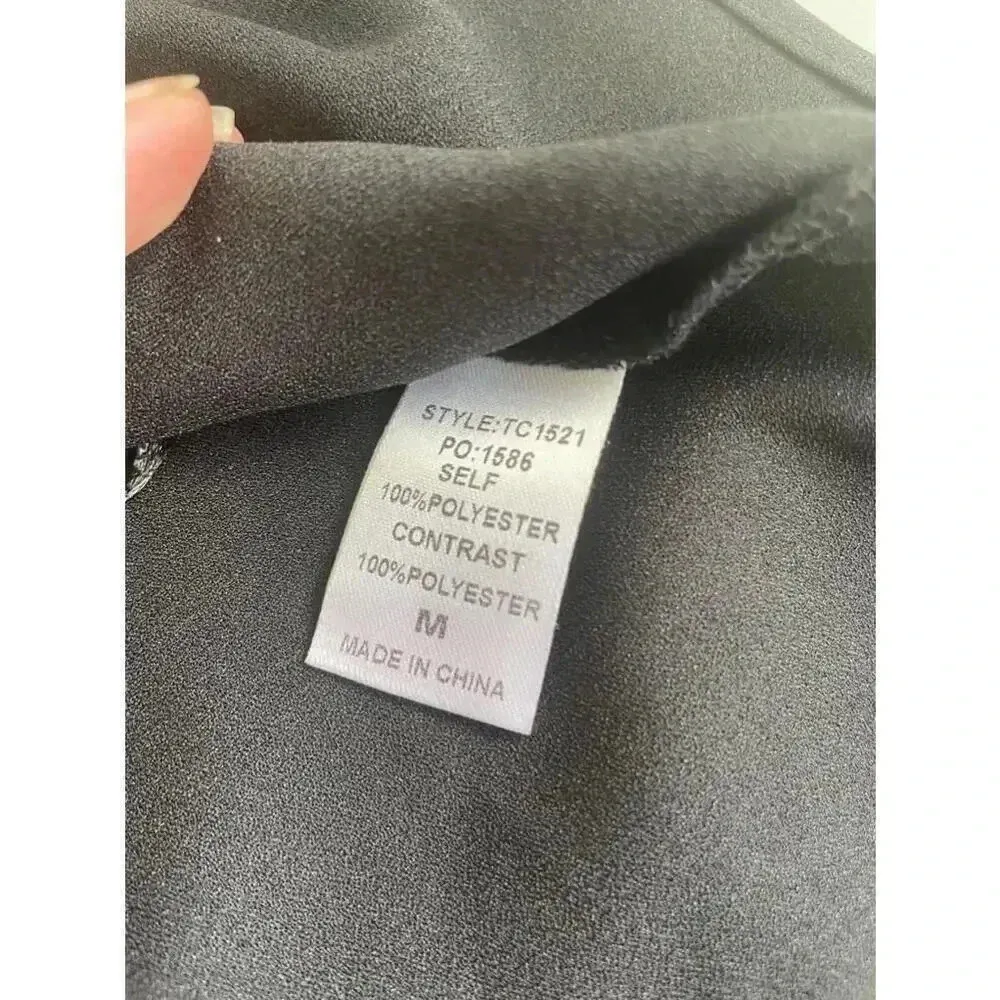 STYLE:TC1521
PO:1586
SELF
100%POLYESTER
CONTRAST
100%POLYESTER
M
MADE IN CHINA